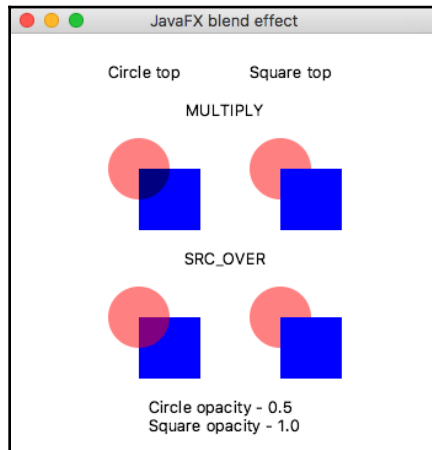 JavaFX blend effect
Circle top Square top
MULTIPLY
SRC_OVER
Circle opacity - 0.5
Square opacity - 1.0